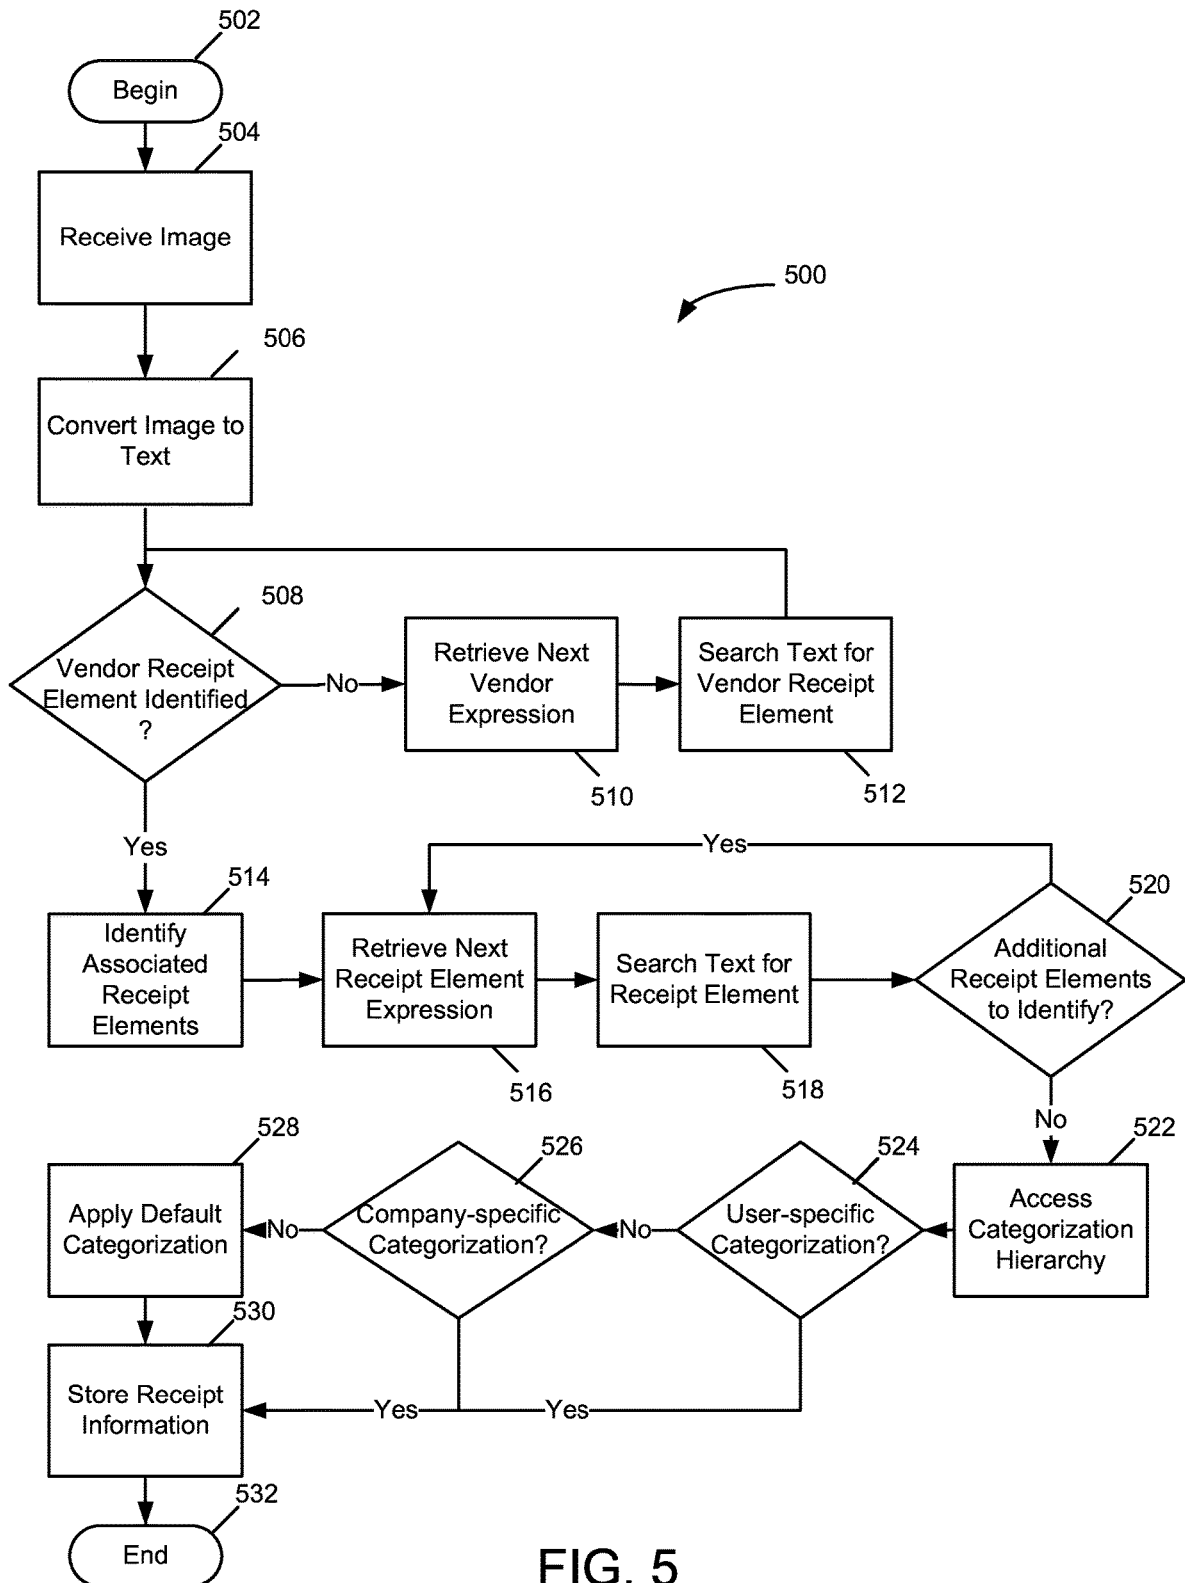 502
Begin
504
Receive Image
500
506
Convert Image to
Text
508
Vendor Receipt
Element Identified
?
No
Retrieve Next
Vendor
Expression
510
Search Text for
Vendor Receipt
Element
512
Yes
514
Identify
Associated
Receipt
Elements
Yes
Retrieve Next
Receipt Element
Expression
516
Search Text for
Receipt Element
518
520
Additional
Receipt Elements
to Identify?
No
522
Access
Categorization
Hierarchy
524
User-specific
Categorization?
No
526
Company-specific
Categorization?
No
528
Apply Default
Categorization
Yes
Yes
530
Store Receipt
Information
532
End
FIG. 5